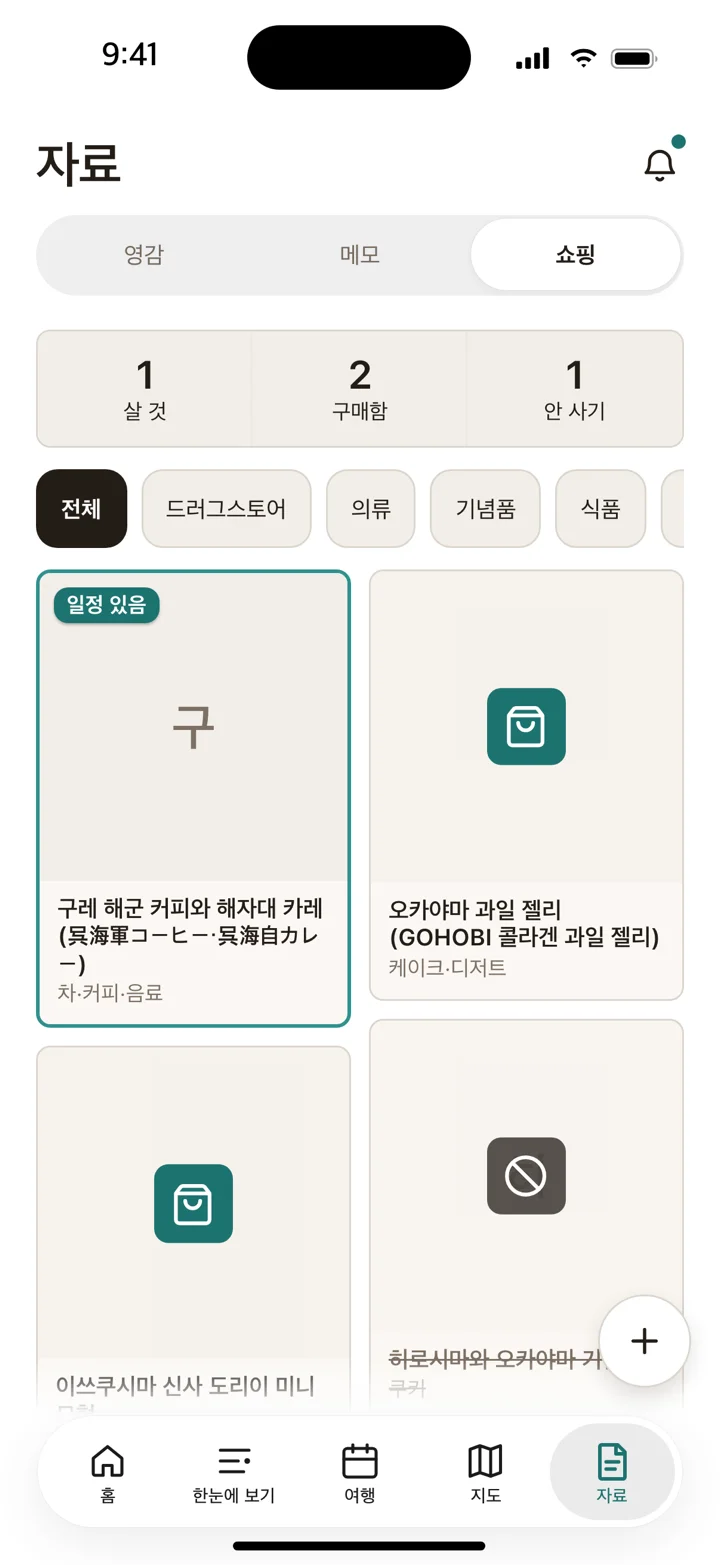 9:41
자료
영감
메모
쇼핑
1
살 것
2
구매함
1
안 사기
전체
드러그스토어
의류
기념품
식품
일정 있음
구
구레 해군 커피와 해자대 카레
(呉海軍コーヒー·呉海自カレ
ー)
차·커피·음료
오카야마 과일 젤리
(GOHOBI 콜라겐 과일 젤리)
케이크·디저트
이쓰쿠시마 신사 도리이 미니
히로시마와 오카야마
쿠키
홈
한눈에 보기
여행
지도
자료